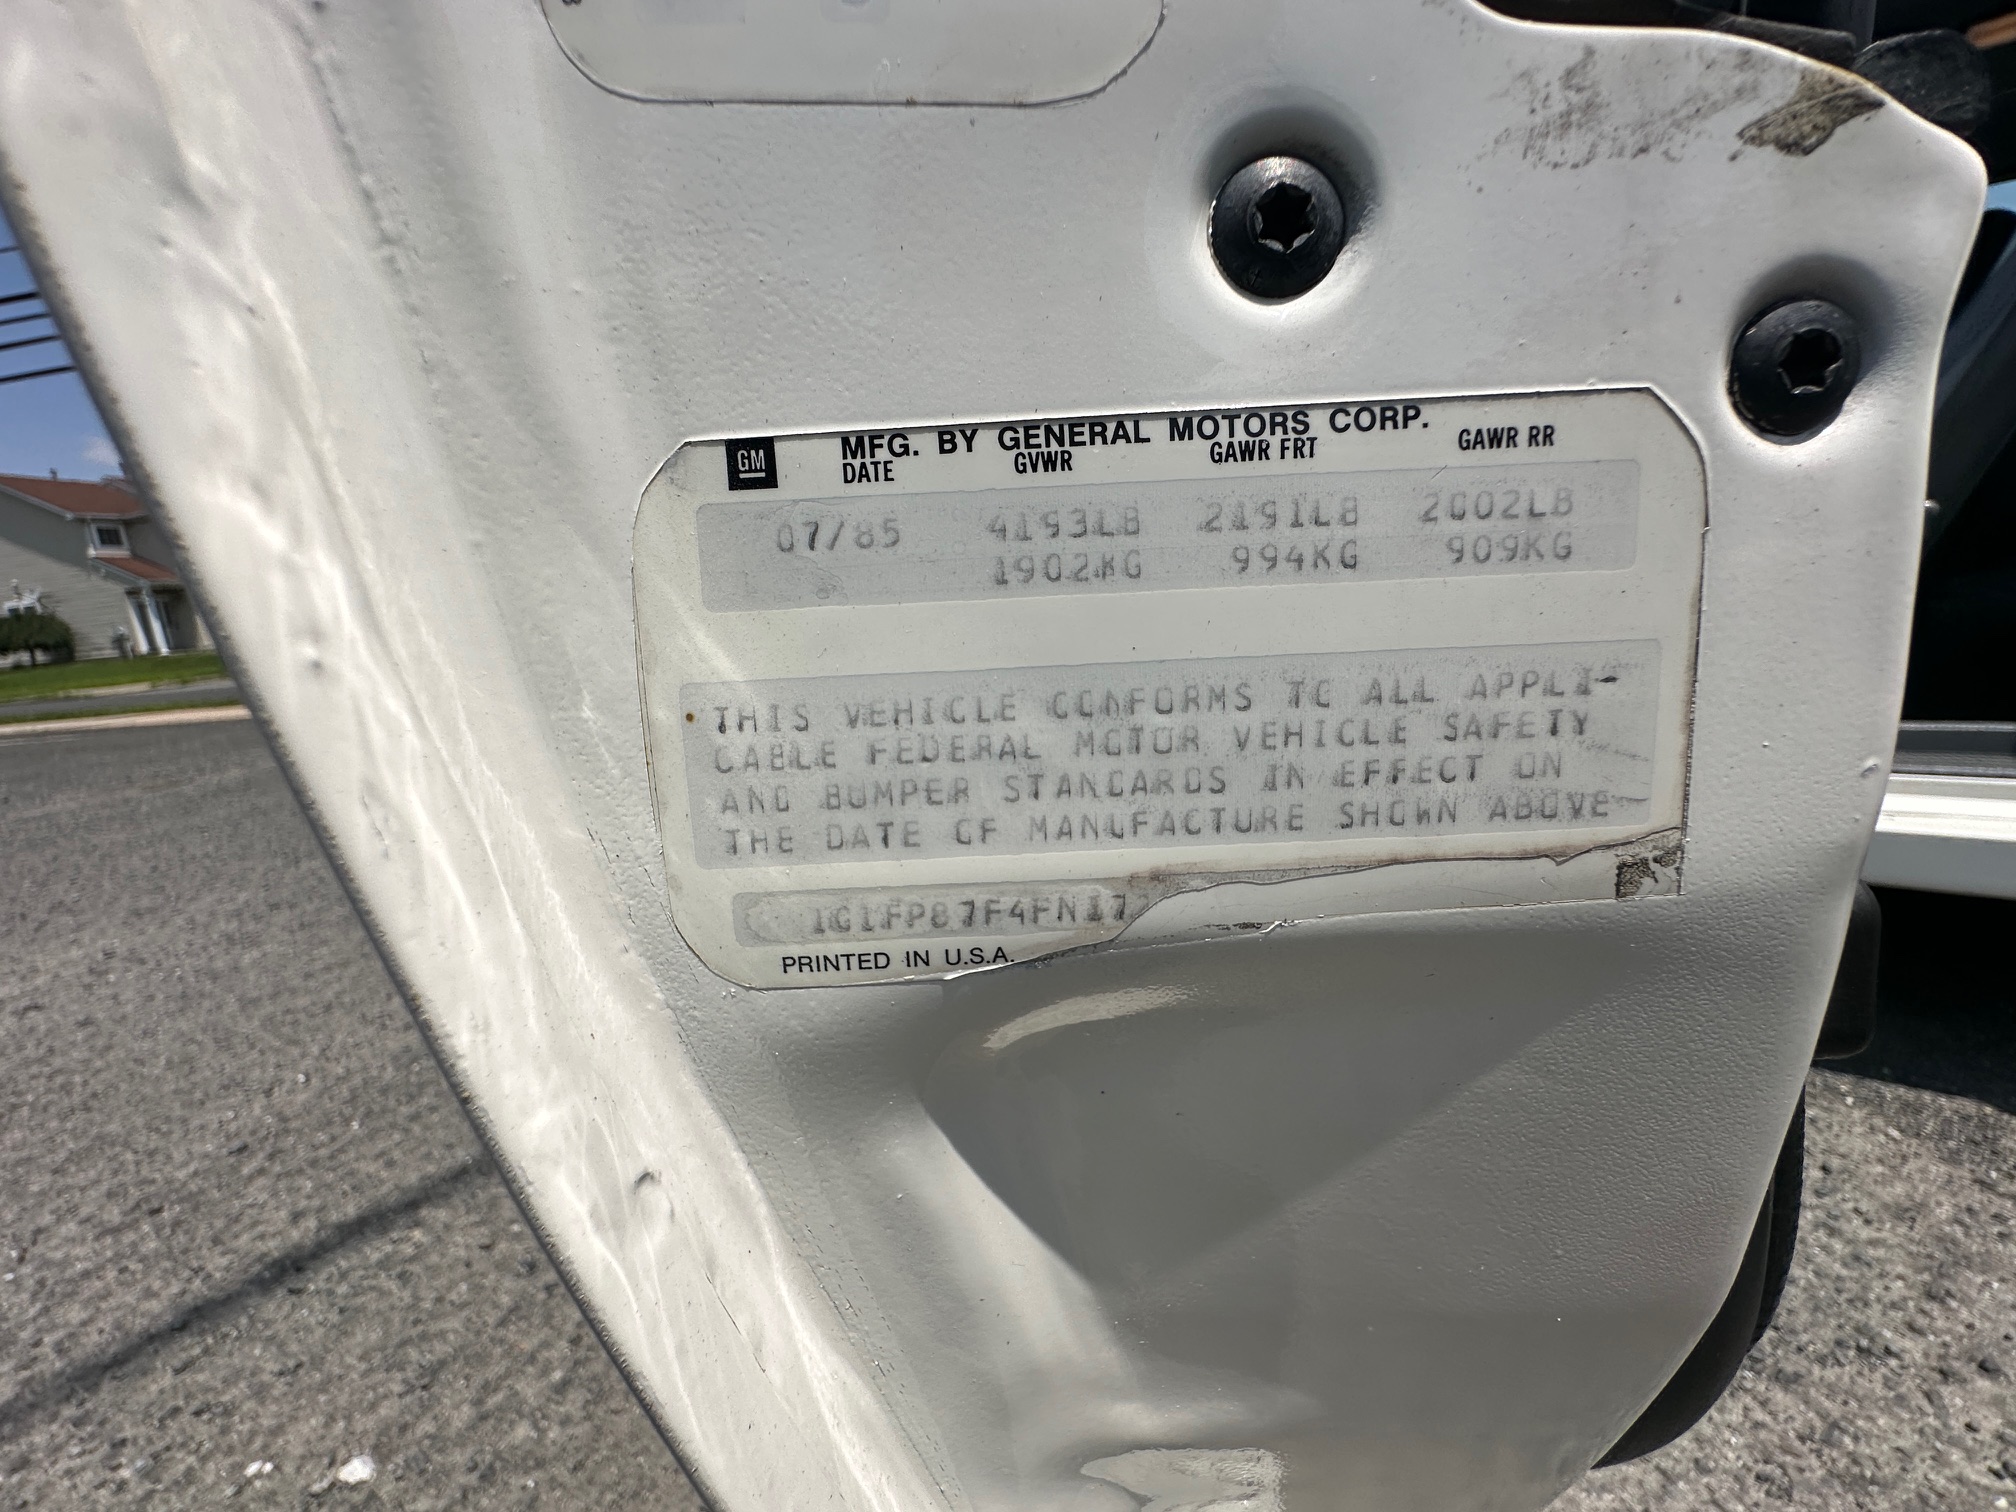 GM MFG. BY GENERAL MOTORS CORP.
DATE GVWR GAWR FRT GAWR RR
07/85 4193LB 2191LB 2002LB
1902KG 994KG 909KG
THIS VEHICLE CONFORMS TO ALL APPLI-
CABLE FEDERAL MOTOR VEHICLE SAFETY
AND BUMPER STANDARDS IN EFFECT ON
THE DATE OF MANUFACTURE SHOWN ABOVE
1G1FP87F4FN17
PRINTED IN U.S.A.